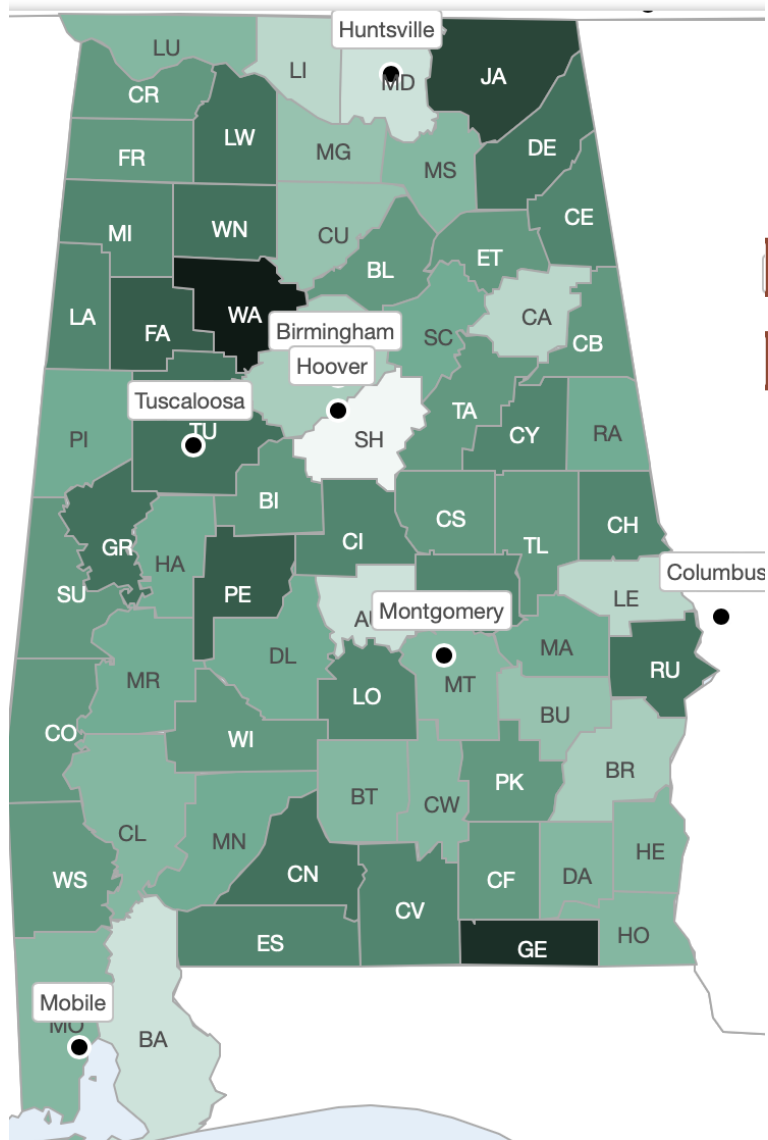 Huntsville
LU
LI
MD
JA
CR
LW
DE
FR
MG
MS
CE
MI
WN
CU
ET
BL
LA
FA
WA
CA
Birmingham
SC
CB
Hoover
Tuscaloosa
TA
PI
TU
SH
CY
RA
BI
CS
CH
GR
CI
TL
HA
SU
PE
Columbus
LE
AU
Montgomery
MA
DL
MR
MT
RU
LO
BU
CO
WI
BR
PK
BT
CW
CL
MN
HE
WS
CN
CF
DA
CV
ES
GE
HO
Mobile
MO
BA